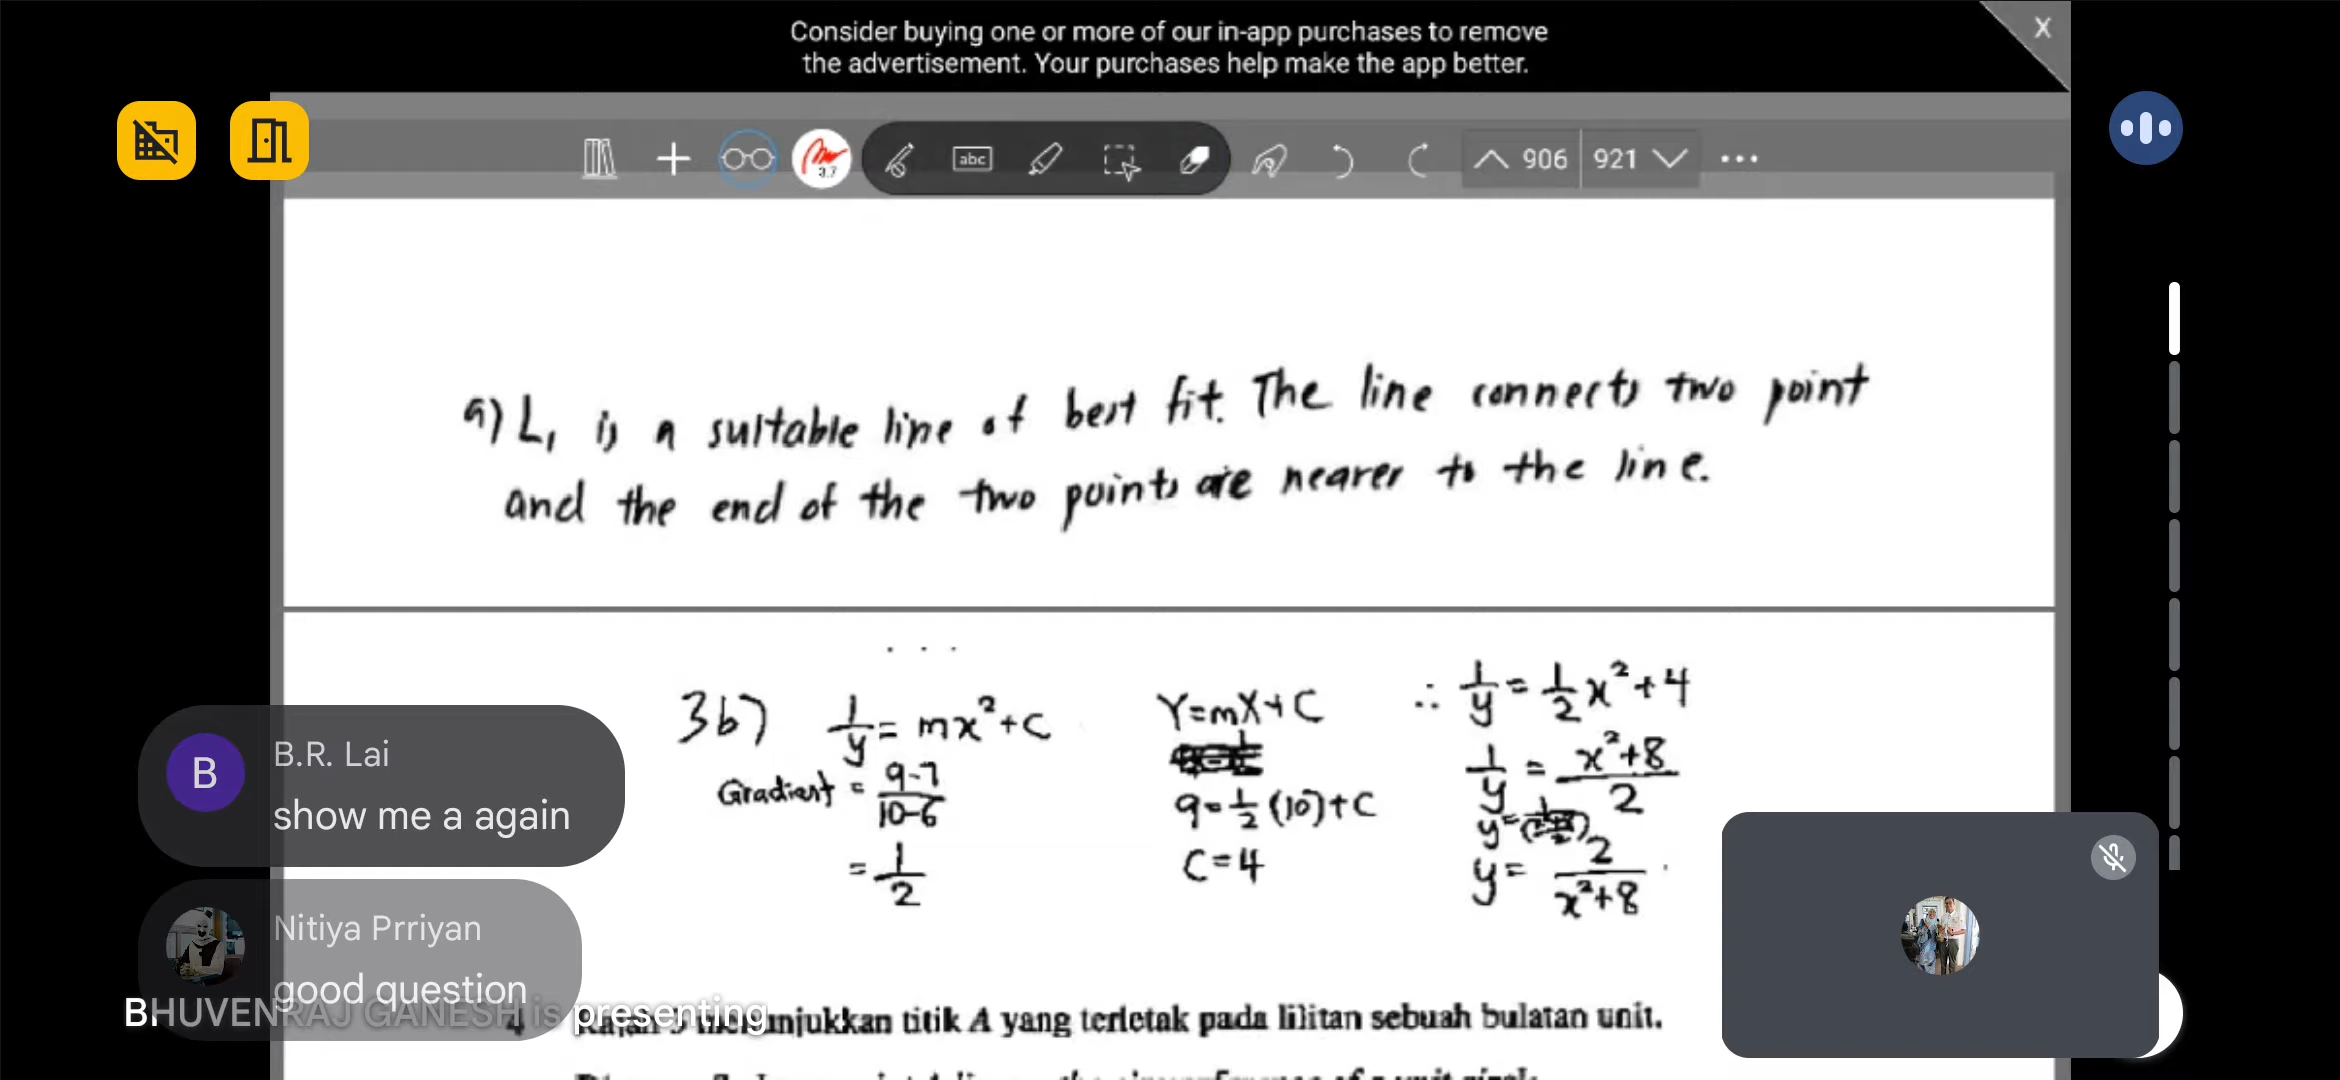 Consider buying one or more of our in-app purchases to remove
the advertisement. Your purchases help make the app better.
X
3.7
abc
906
921
a) L₁ is a suitable line of best fit. The line connects two point
and the end of the two points are nearer to the line.
3b)
1/y = mx² + C
Gradient = 9-7/10-6
= 1/2
Y=mX+C
9=1/2(10)+C
C=4
∴ 1/y = 1/2x²+4
1/y = x²+8/2
y = 2/x²+8
B
B.R. Lai
show me a again
Nitiya Prriyan
good question
BHUVENRAJ GANESH is presenting
4
titik A yang terletak pada lilitan sebuah bulatan unit.